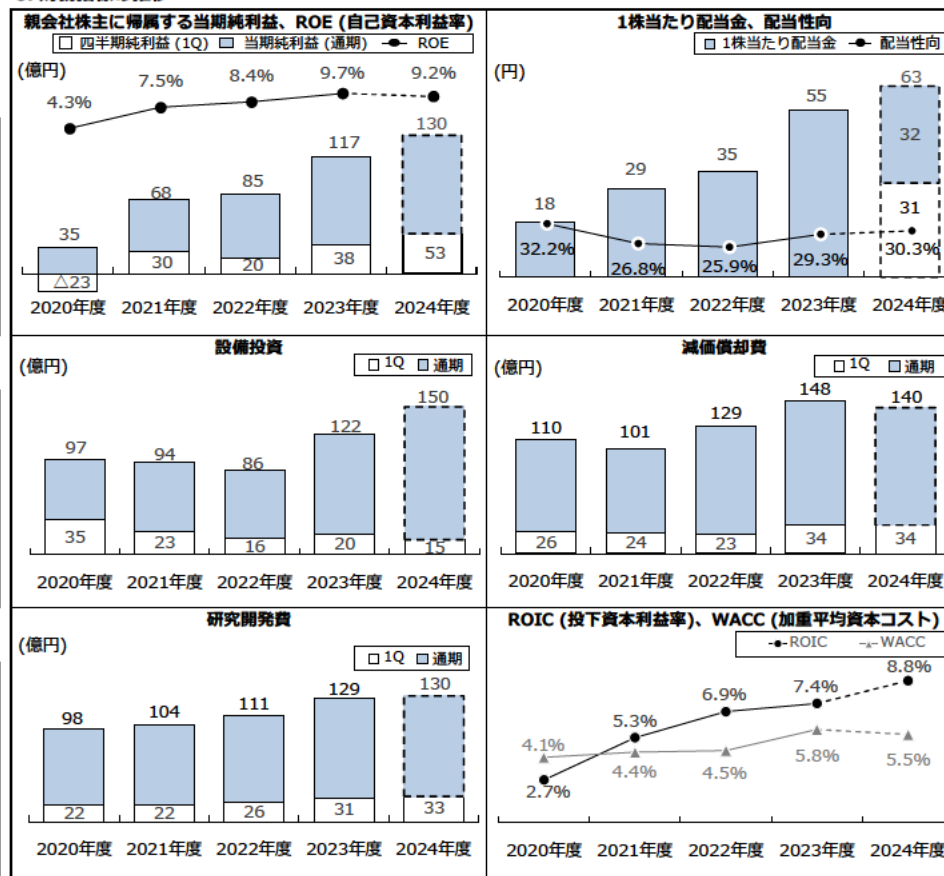 親会社株主に帰属する当期純利益、ROE (自己資本利益率)
四半期純利益 (1Q) 当期純利益 (通期) ROE
(億円)
4.3% 7.5% 8.4% 9.7% 9.2%
35 68 85 117 130
△23 30 20 38 53
2020年度 2021年度 2022年度 2023年度 2024年度
1株当たり配当金、配当性向
1株当たり配当金 配当性向
(円)
18 29 35 55 63
32
31
32.2% 26.8% 25.9% 29.3% 30.3%
2020年度 2021年度 2022年度 2023年度 2024年度
設備投資
(億円)
1Q 通期
97 94 86 122 150
35 23 16 20 15
2020年度 2021年度 2022年度 2023年度 2024年度
減価償却費
(億円)
1Q 通期
110 101 129 148 140
26 24 23 34 34
2020年度 2021年度 2022年度 2023年度 2024年度
研究開発費
(億円)
1Q 通期
98 104 111 129 130
22 22 26 31 33
2020年度 2021年度 2022年度 2023年度 2024年度
ROIC (投下資本利益率)、WACC (加重平均資本コスト)
ROIC WACC
2.7% 5.3% 6.9% 7.4% 8.8%
4.1% 4.4% 4.5% 5.8% 5.5%
2020年度 2021年度 2022年度 2023年度 2024年度